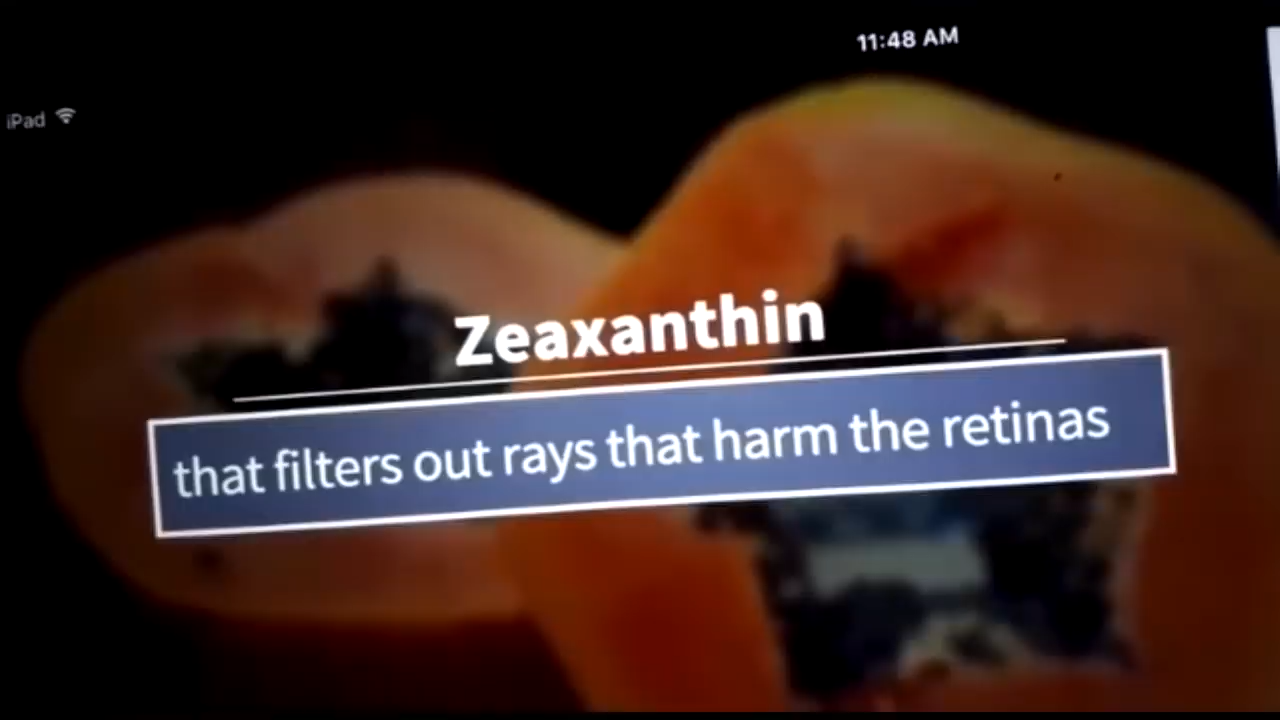 11:48 AM
iPad
Zeaxanthin
that filters out rays that harm the retinas